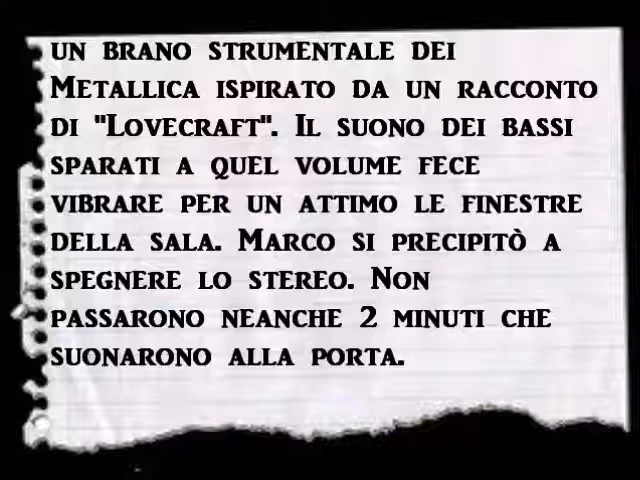 un brano strumentale dei
Metallica ispirato da un racconto
di "Lovecraft". Il suono dei bassi
sparati a quel volume fece
vibrare per un attimo le finestre
della sala. Marco si precipitò a
spegnere lo stereo. Non
passarono neanche 2 minuti che
suonarono alla porta.